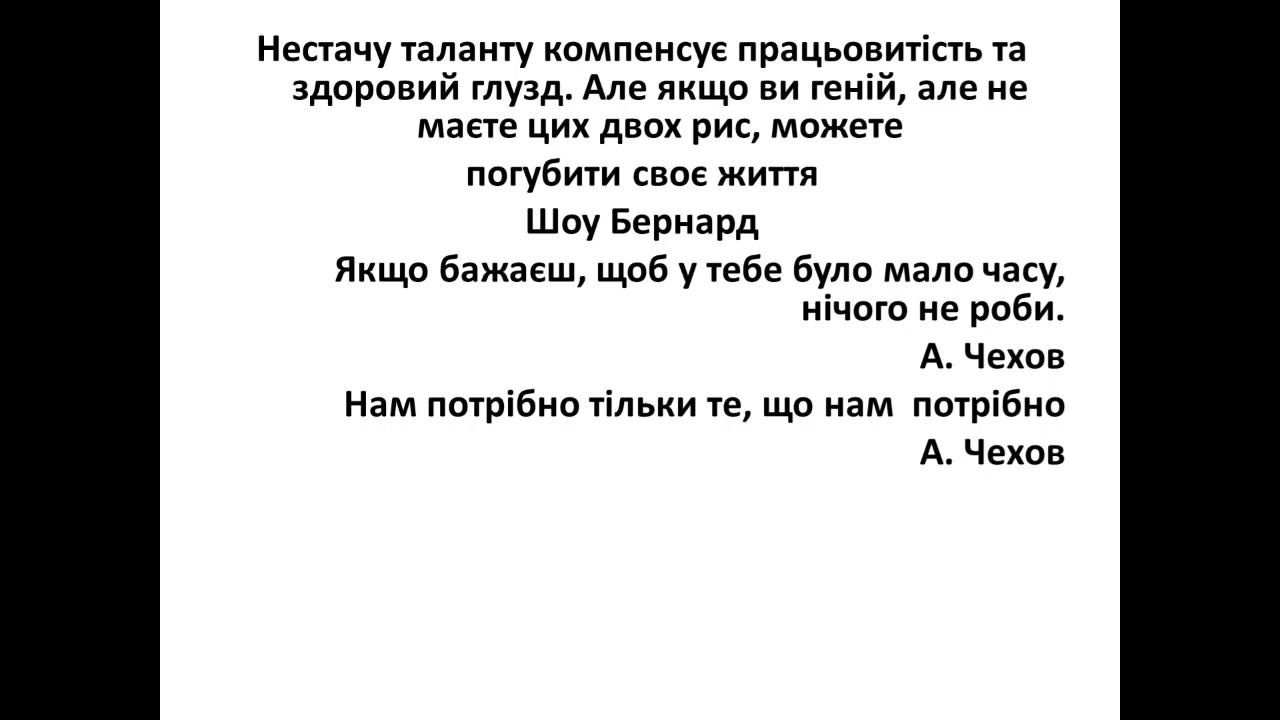 Нестачу таланту компенсує працьовитість та
здоровий глузд. Але якщо ви геній, але не
маєте цих двох рис, можете
погубити своє життя
Шоу Бернард
Якщо бажаєш, щоб у тебе було мало часу,
нічого не роби.
А. Чехов
Нам потрібно тільки те, що нам  потрібно
А. Чехов